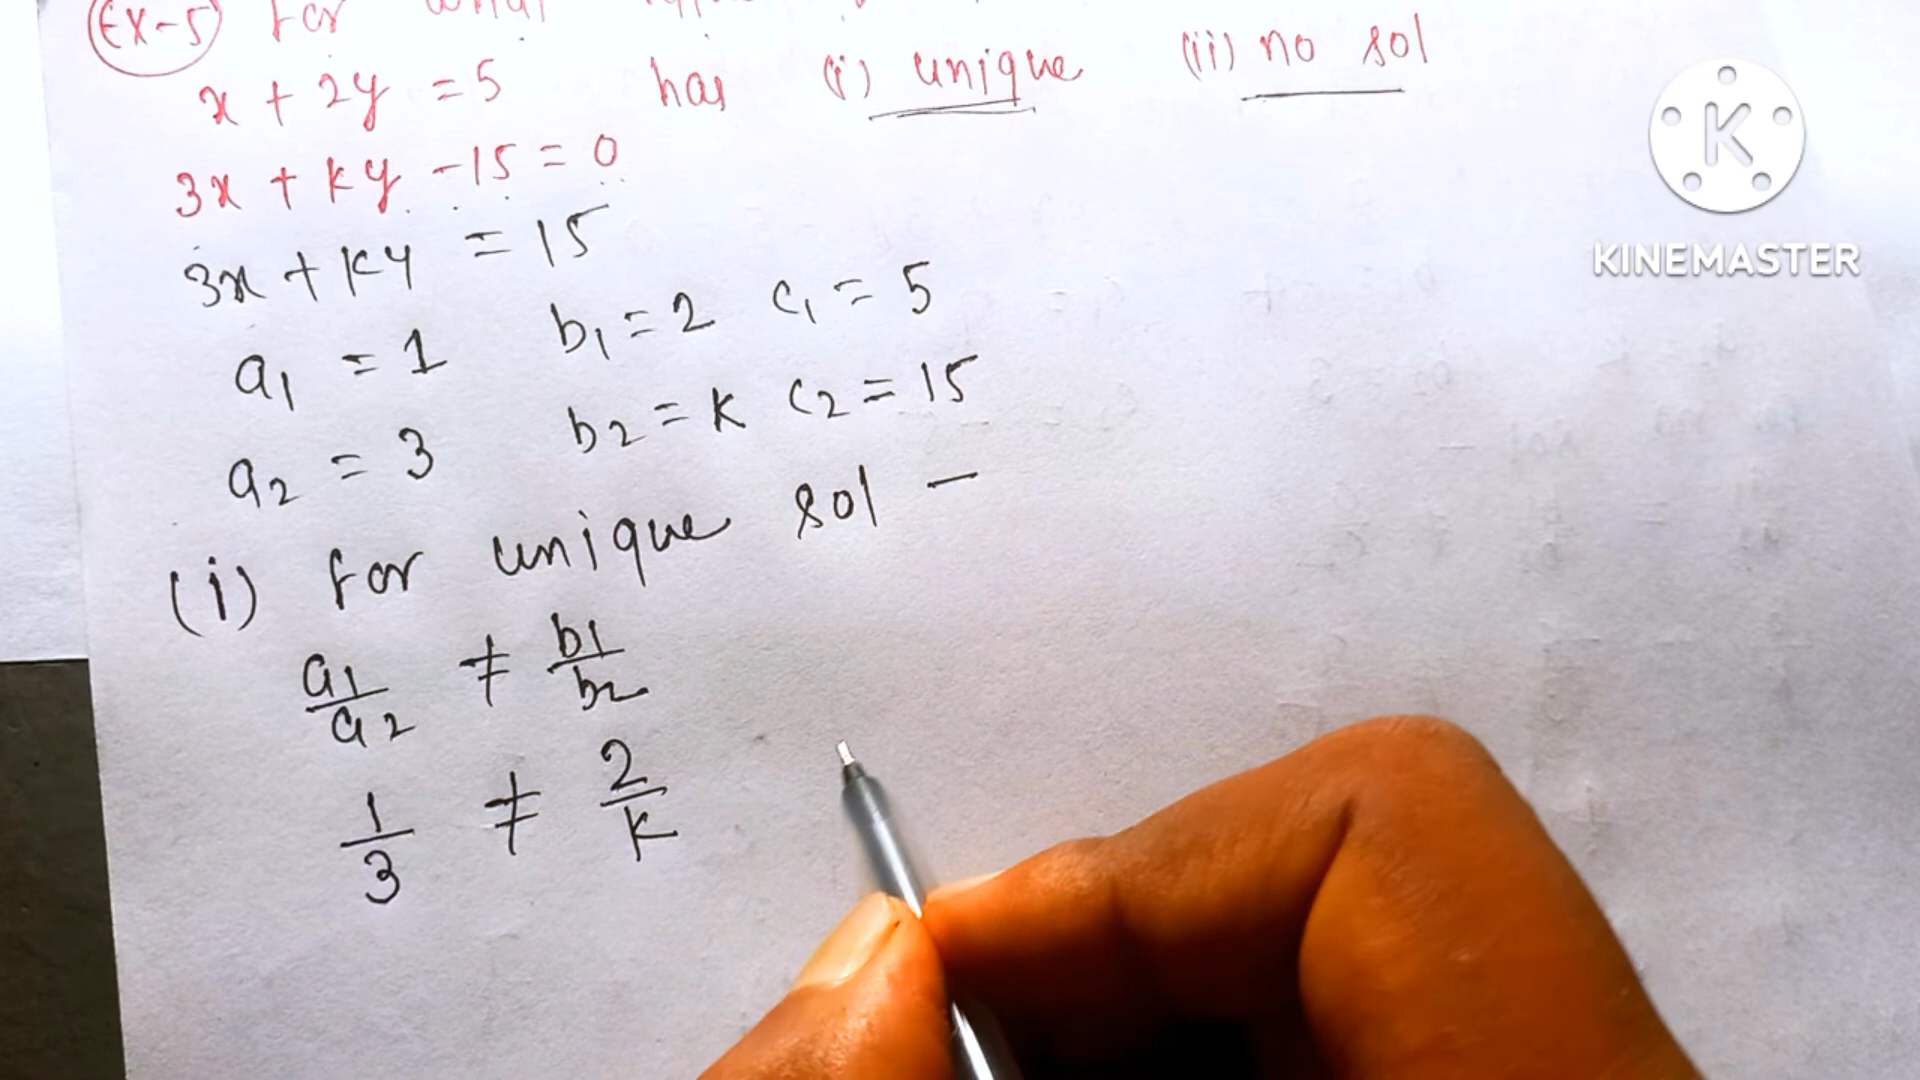 Ex-5 For what
x + 2y = 5 has (i) unique (ii) no sol
3x + ky - 15 = 0
3x + ky = 15
a1 = 1 b1 = 2 c1 = 5
a2 = 3 b2 = k c2 = 15
(i) For unique sol —
a1/a2 ≠ b1/b2
1/3 ≠ 2/k
K
KINEMASTER